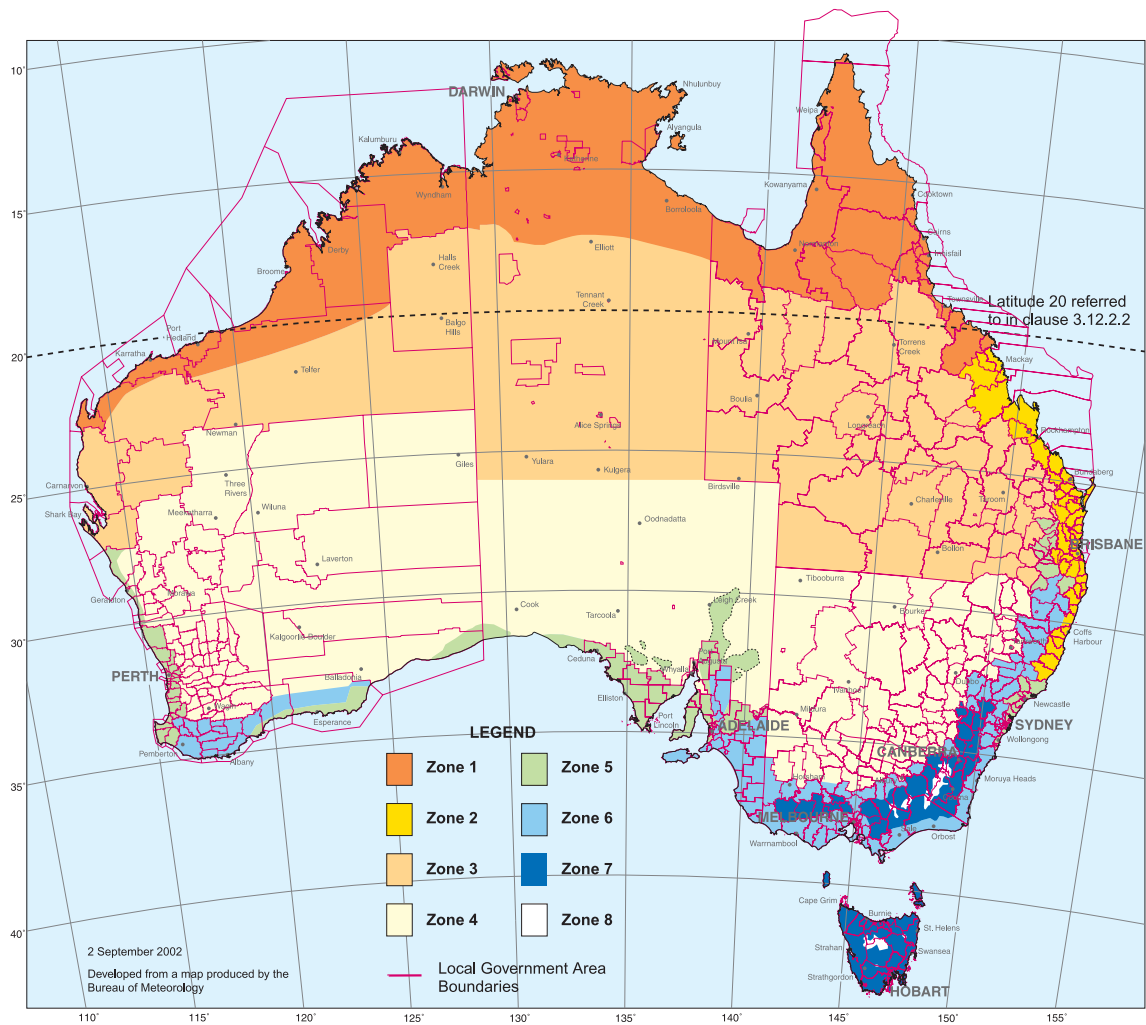 10°
15°
20°
25°
30°
35°
40°
DARWIN
Nhulunbuy
Alyangula
Weipa
Kalumburu
Katherine
Wyndham
Kowanyama
Cooktown
Borroloola
Derby
Elliott
Normanton
Cairns
Innisfail
Broome
Halls
Creek
Tennant
Creek
Townsville
Latitude 20 referred
to in clause 3.12.2.2
Port
Hedland
Balgo
Hills
Mount Isa
Torrens
Creek
Karratha
Telfer
Mackay
Boulia
Longreach
Newman
Alice Springs
Rockhampton
Giles
Yulara
Kulgera
Birdsville
Bundaberg
Carnarvon
Three
Rivers
Shark Bay
Meekatharra
Wiluna
Oodnadatta
Charleville
Taroom
BRISBANE
Laverton
Bollon
Tibooburra
Geraldton
Morawa
Cook
Tarcoola
Leigh Creek
Bourke
Coffs
Harbour
Kalgoorlie-Boulder
Tamworth
PERTH
Balladonia
Ceduna
Whyalla
Port
Augusta
Dubbo
Wagin
Elliston
Ivanhoe
Newcastle
Esperance
Port
Lincoln
Mildura
ADELAIDE
SYDNEY
Wollongong
Pemberton
Albany
CANBERRA
Moruya Heads
Horsham
MELBOURNE
Sale
Orbost
Warrnambool
Cape Grim
Burnie
St. Helens
Strahan
Swansea
Strathgordon
HOBART
LEGEND
Zone 1
Zone 5
Zone 2
Zone 6
Zone 3
Zone 7
Zone 4
Zone 8
Local Government Area
Boundaries
2 September 2002
Developed from a map produced by the
Bureau of Meteorology
110°
115°
120°
125°
130°
135°
140°
145°
150°
155°